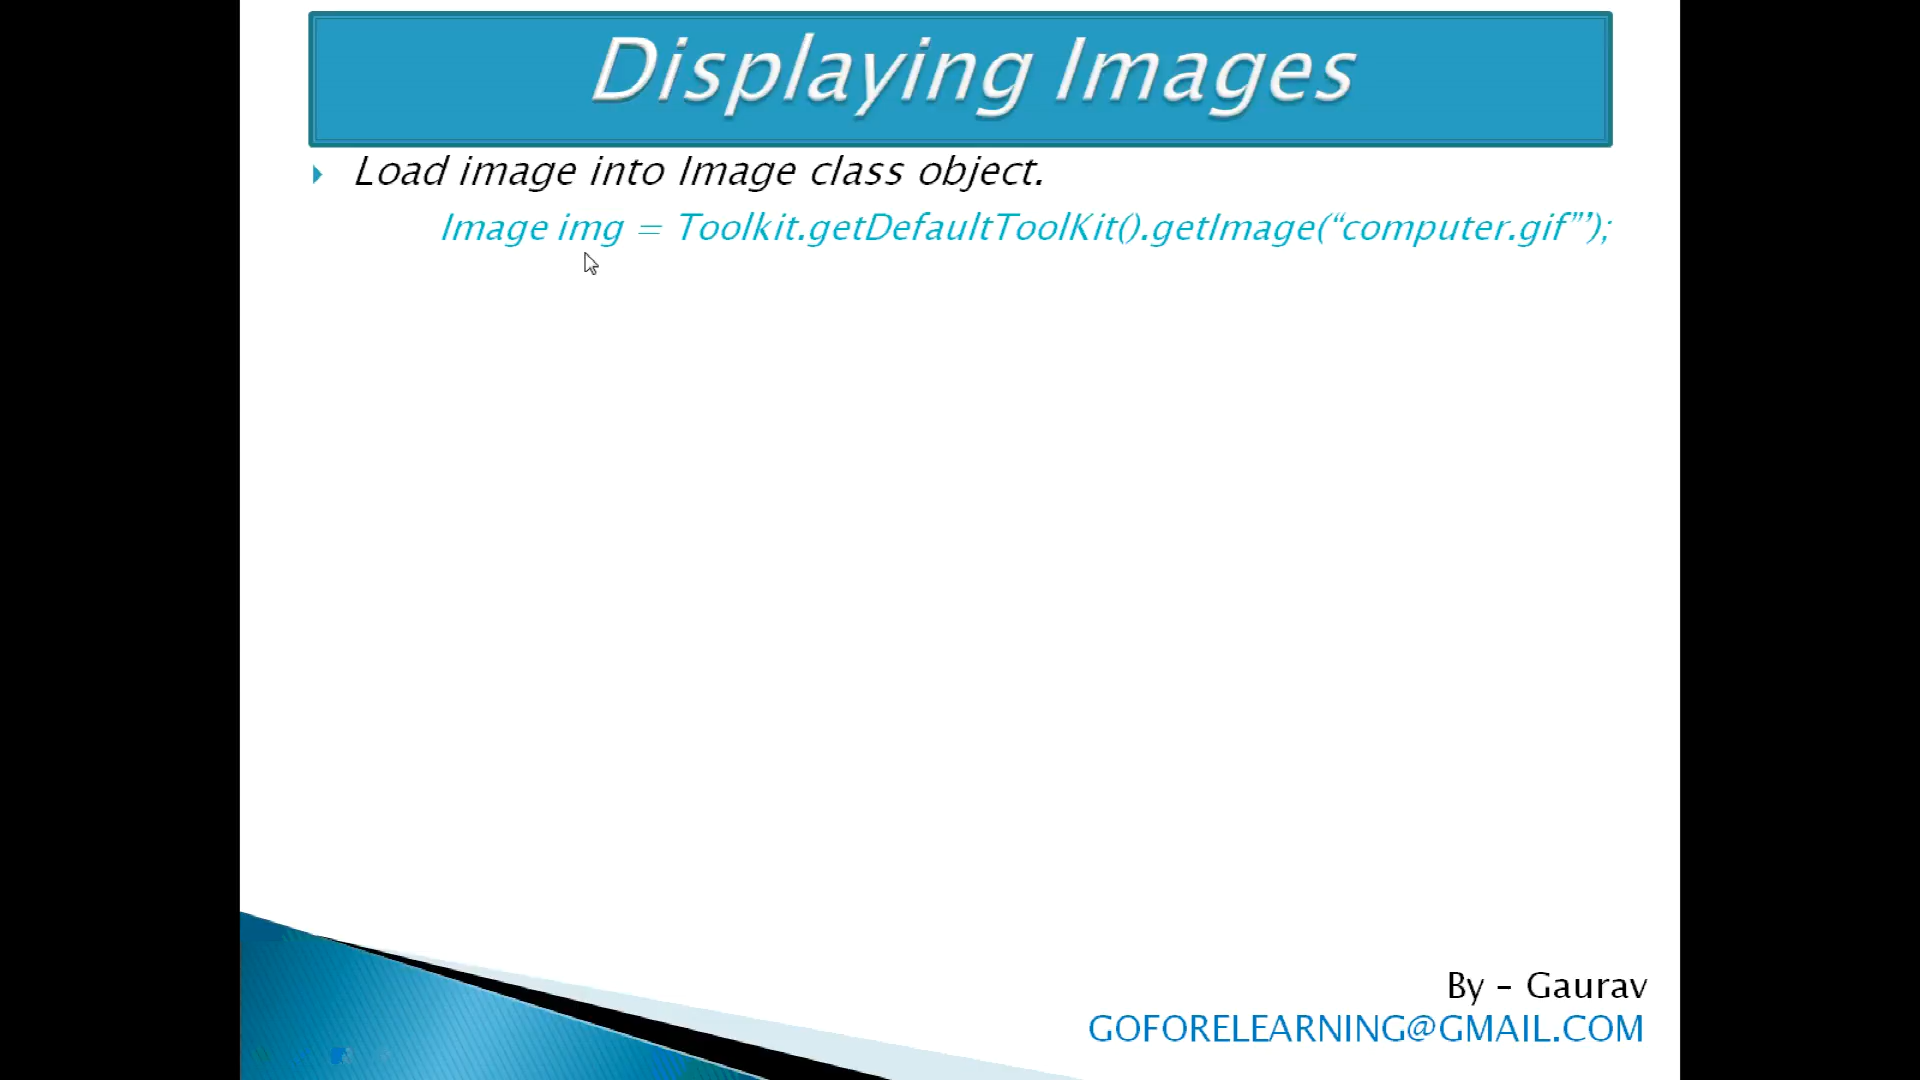 Displaying Images
Load image into Image class object.
Image img = Toolkit.getDefaultToolKit().getImage(“computer.gif”’);
By – Gaurav
GOFORELEARNING@GMAIL.COM